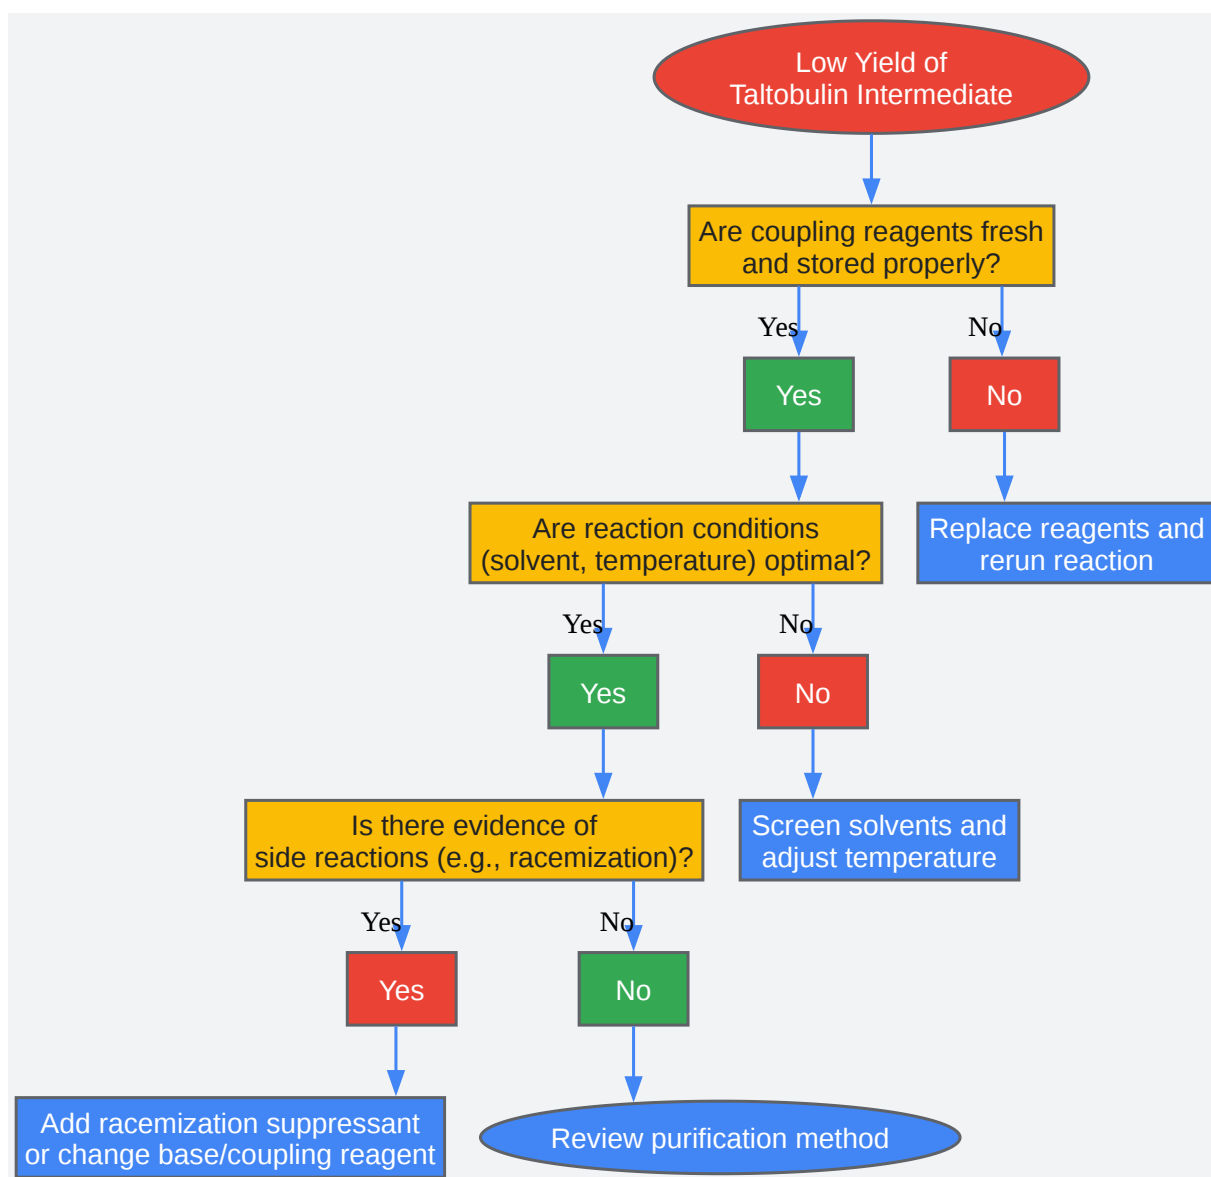 Low Yield of
Taltobulin Intermediate
Are coupling reagents fresh
and stored properly?
Yes
No
Yes
No
Are reaction conditions
(solvent, temperature) optimal?
Replace reagents and
rerun reaction
Yes
No
Yes
No
Is there evidence of
side reactions (e.g., racemization)?
Screen solvents and
adjust temperature
Yes
No
Yes
No
Add racemization suppressant
or change base/coupling reagent
Review purification method